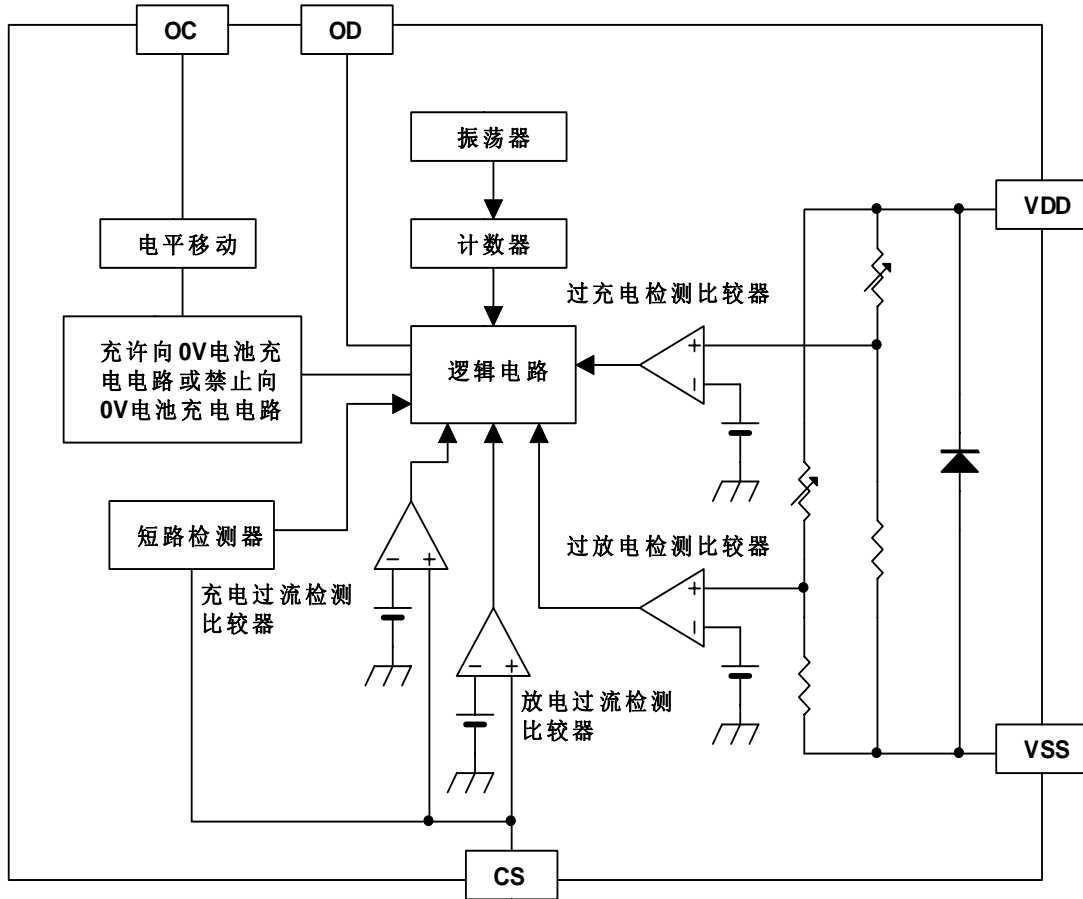 OC
OD
振荡器
VDD
电平移动
计数器
过充电检测比较器
充许向0V电池充
电电路或禁止向
0V电池充电电路
逻辑电路
+
−
短路检测器
过放电检测比较器
− +
充电过流检测
比较器
+
−
− +
放电过流检测
比较器
VSS
CS